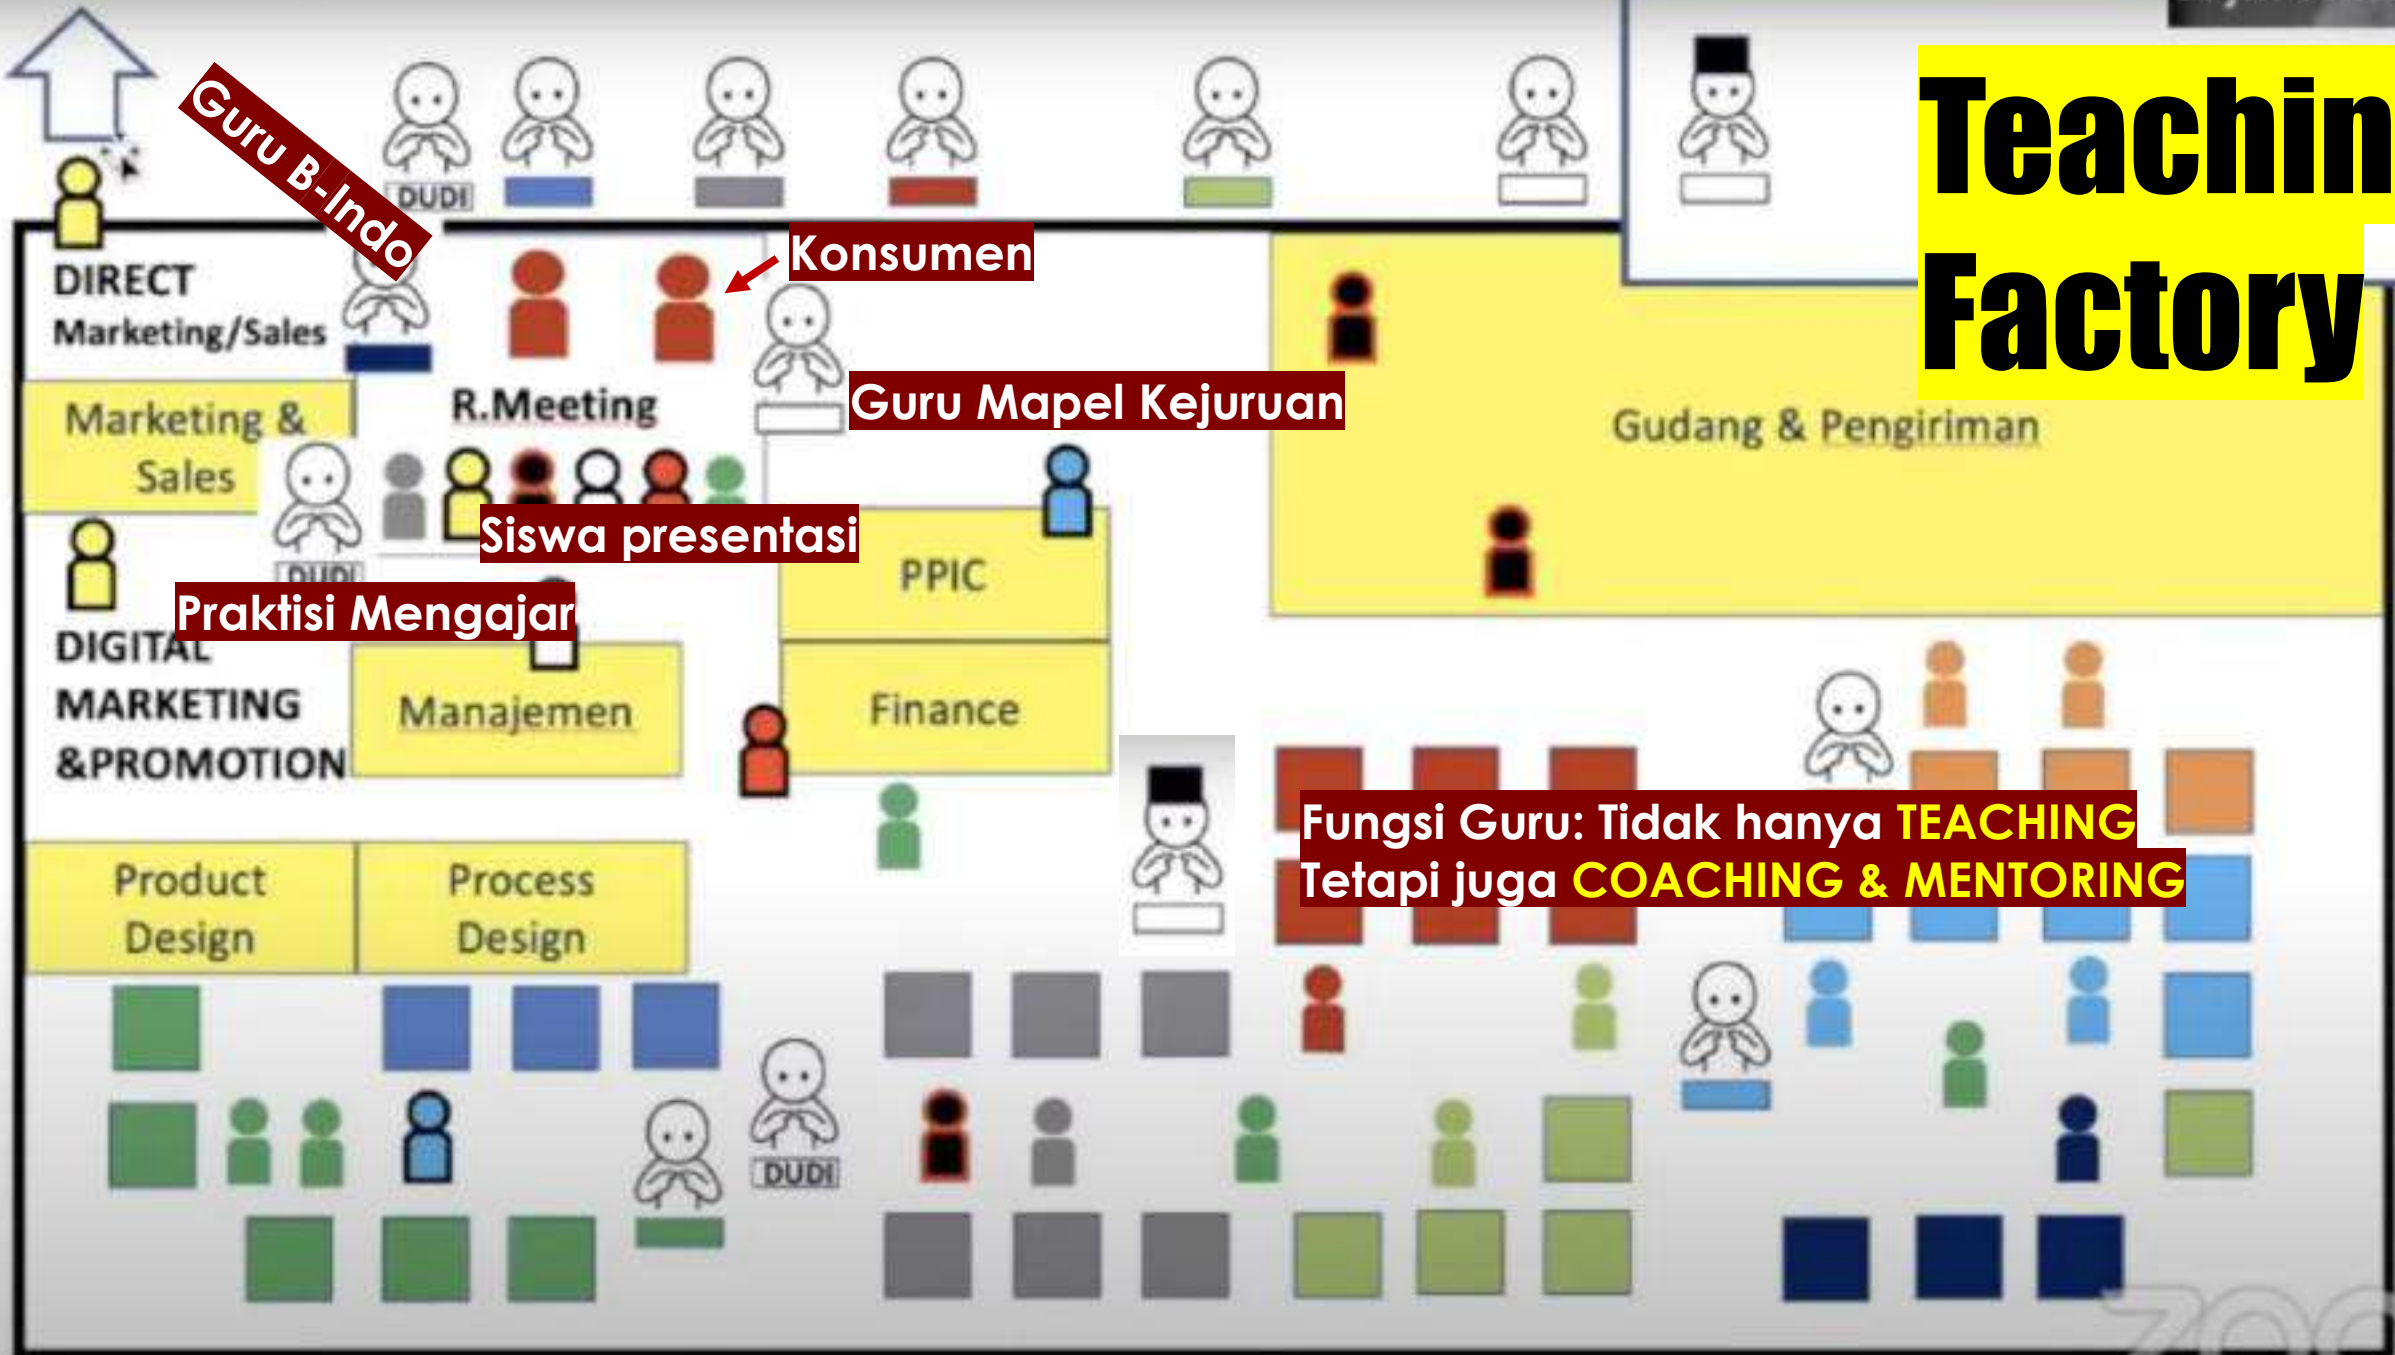 Teachin
Factory
Guru B-Indo
DUDI
Konsumen
DIRECT
Marketing/Sales
Marketing &
Sales
R.Meeting
Guru Mapel Kejuruan
Gudang & Pengiriman
Siswa presentasi
DUDI
Praktisi Mengajar
PPIC
DIGITAL
MARKETING
&PROMOTION
Manajemen
Finance
Fungsi Guru: Tidak hanya TEACHING
Tetapi juga COACHING & MENTORING
Product
Design
Process
Design
DUDI